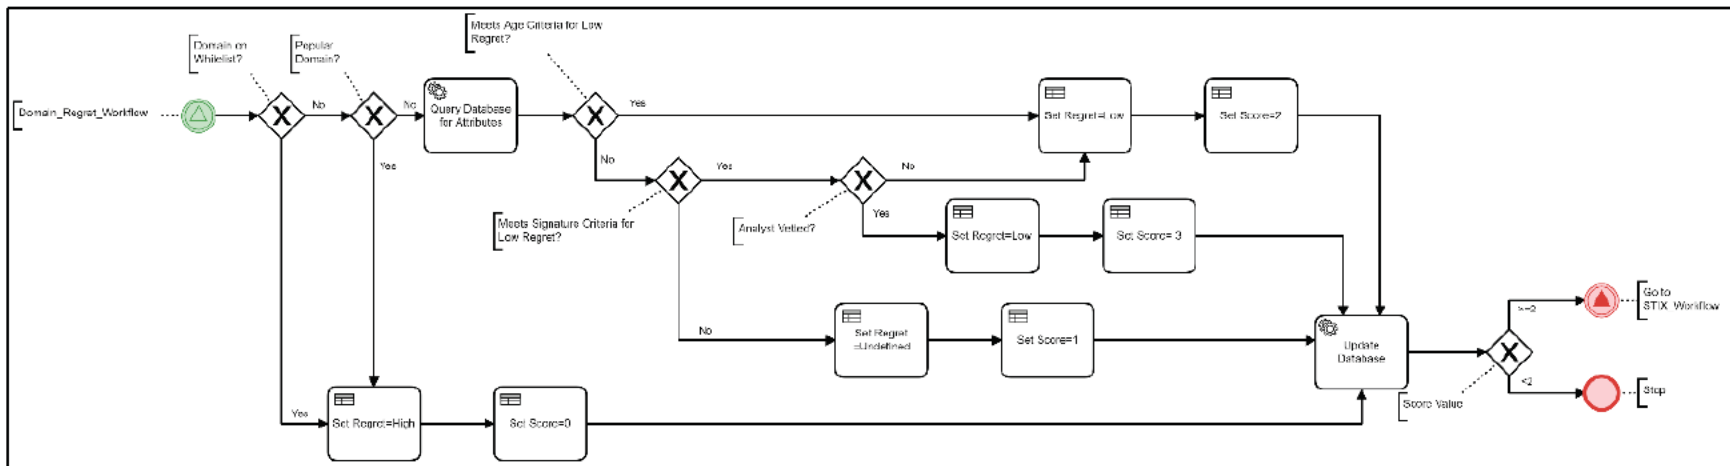 Meets Age Criteria for Low
Regret?
Domain on
Whitelist?
Popular
Domain?
Domain_Regret_Workflow
No
No
Query Database
for Attributes
Yes
Set Regret=Low
Set Score=2
Yes
No
Yes
No
Meets Signature Criteria for
Low Regret?
Analyst Vetted?
Yes
Set Regret=Low
Set Score= 3
Go to
STIX_Workflow
>=2
No
Set Regret
=Undefined
Set Score=1
Update
Database
<2
Stop
Score Value
Yes
Set Regret=High
Set Score=0